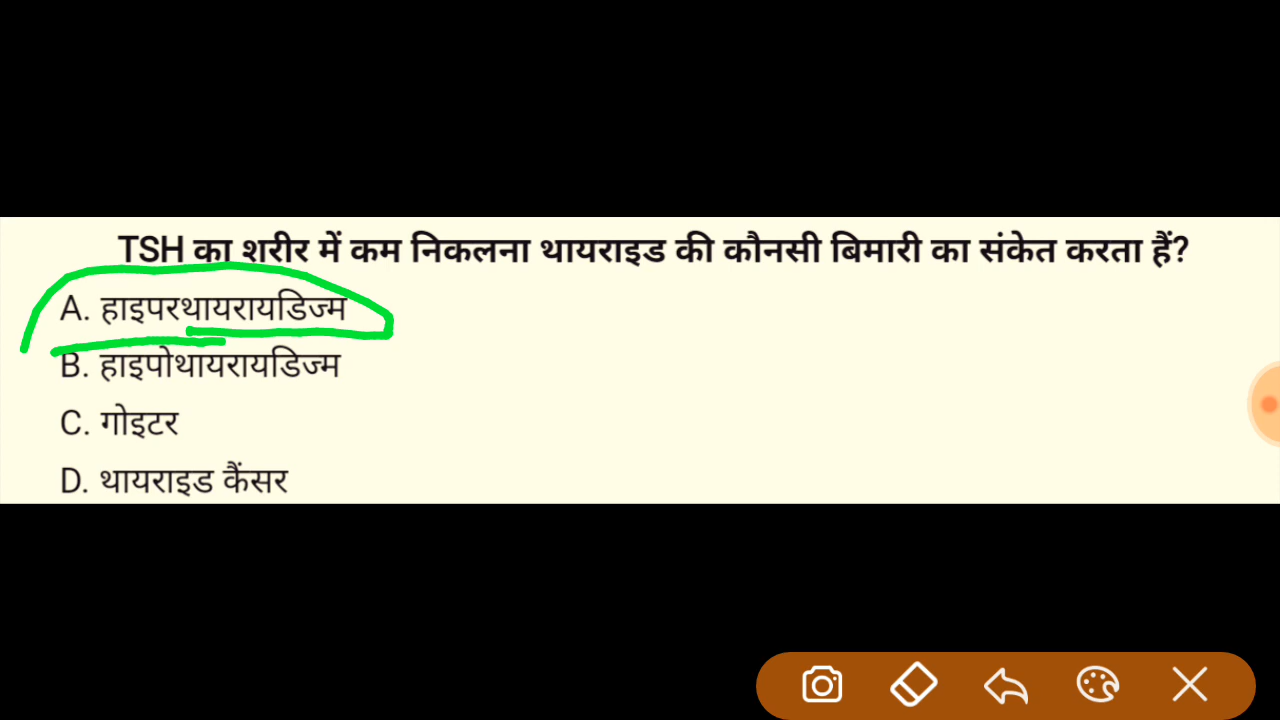 TSH का शरीर में कम निकलना थायराइड की कौनसी बिमारी का संकेत करता हैं?
A. हाइपरथायरायडिज्म
B. हाइपोथायरायडिज्म
C. गोइटर
D. थायराइड कैंसर